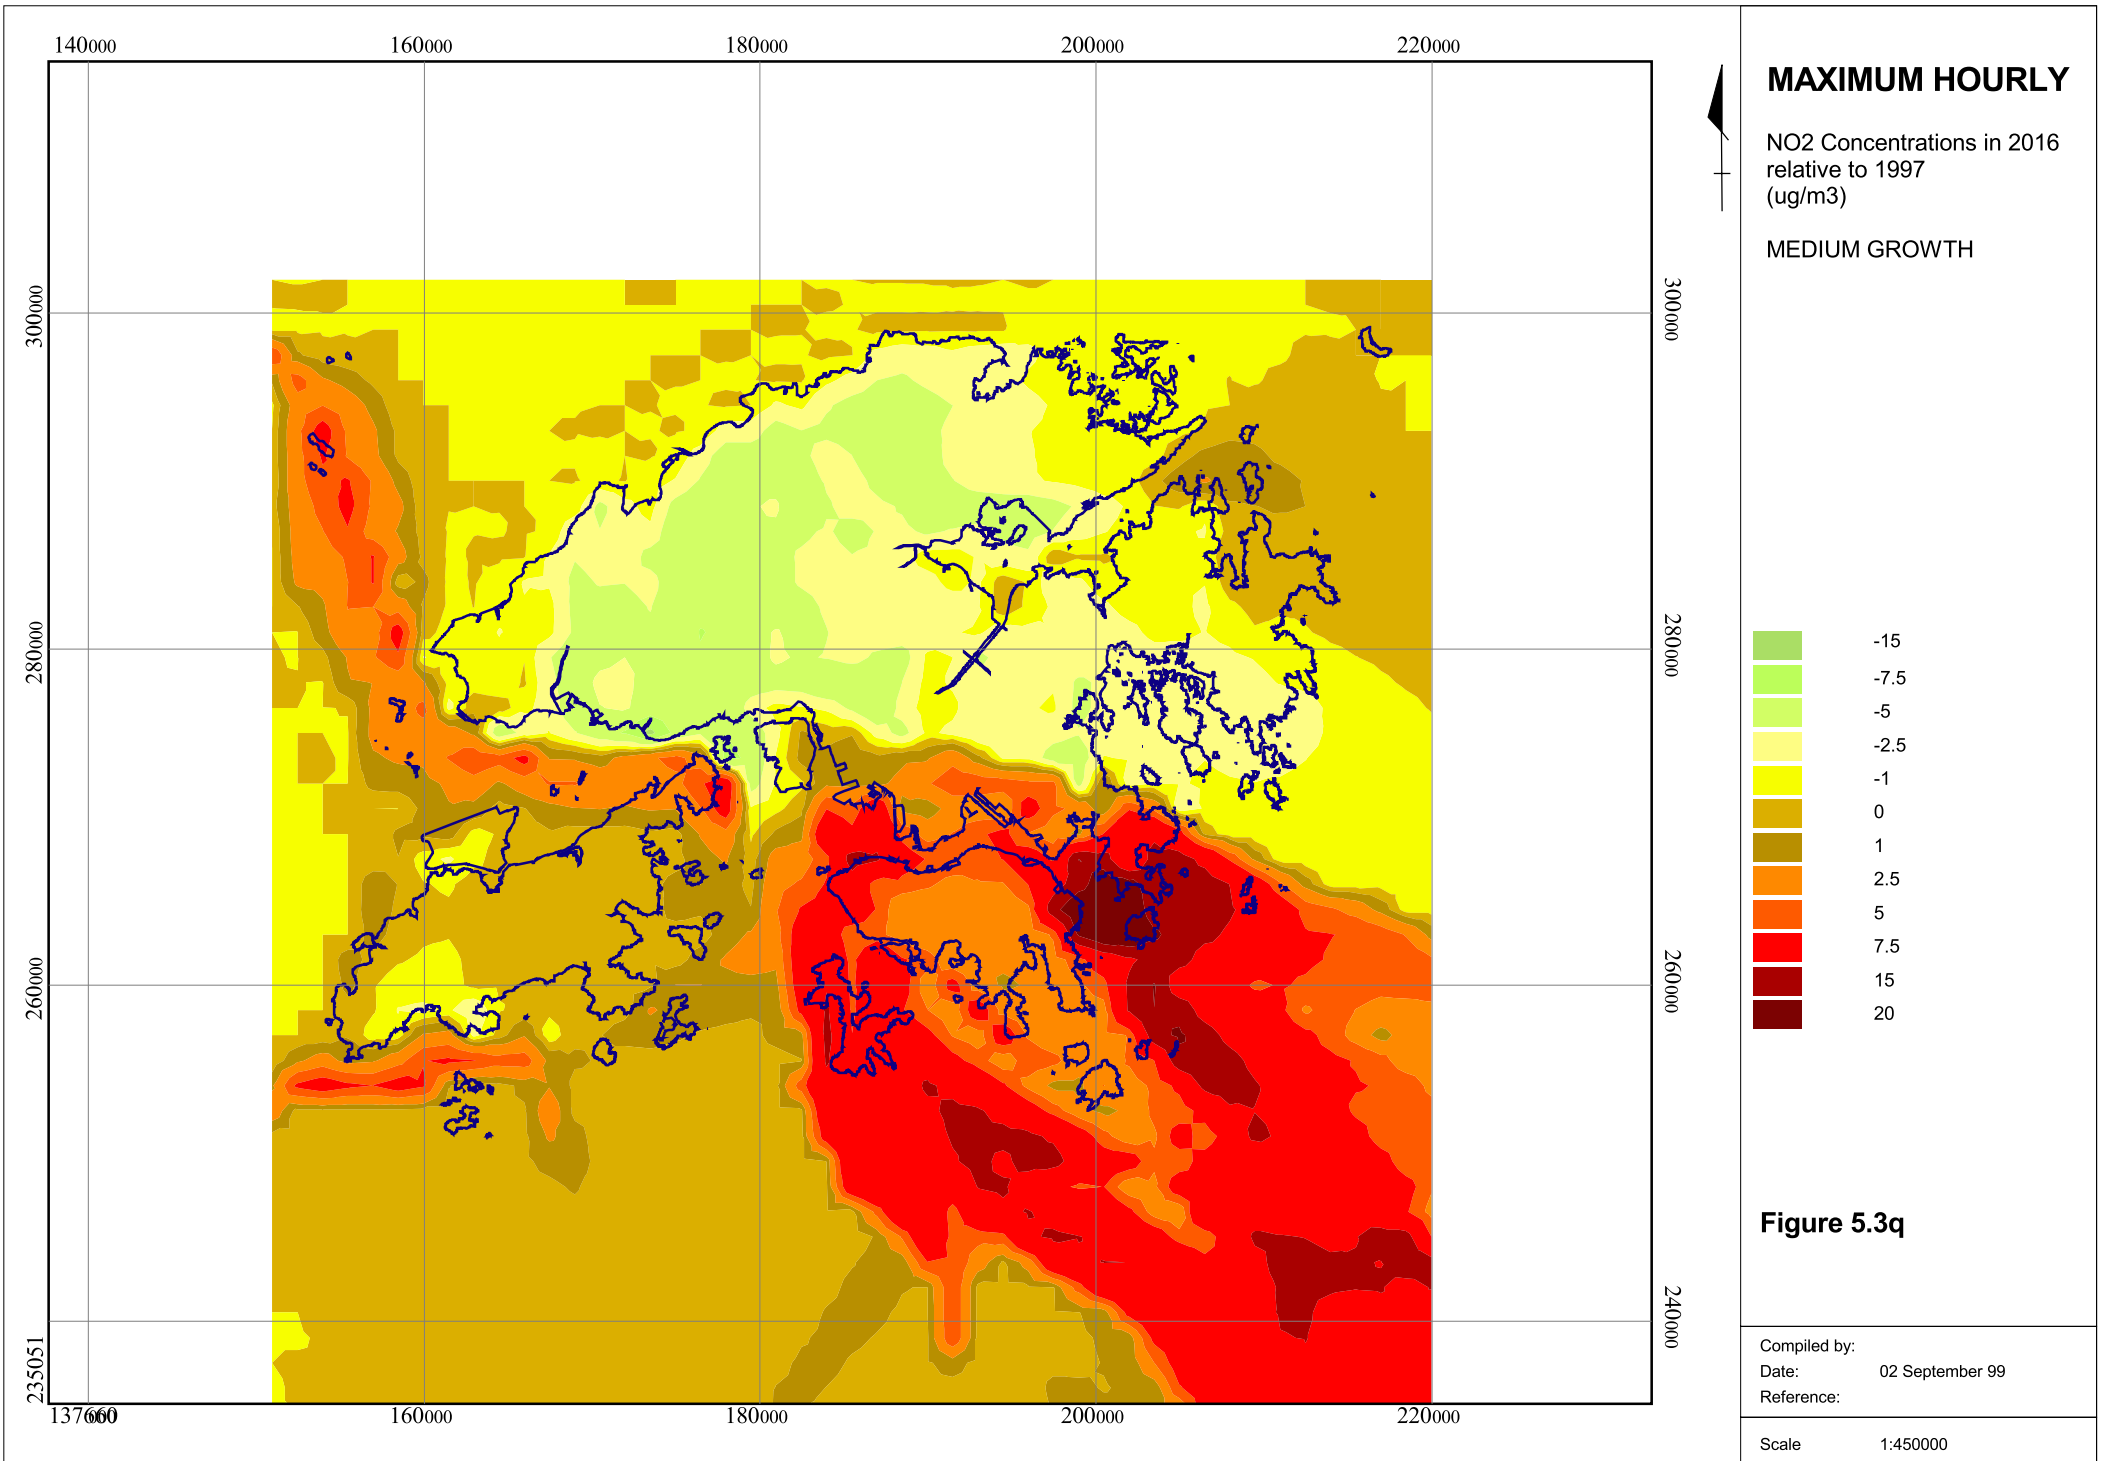 140000 160000 180000 200000 220000
MAXIMUM HOURLY
NO2 Concentrations in 2016
relative to 1997
(ug/m3)
MEDIUM GROWTH
300000 300000
280000 280000
260000 260000
240000
235051
-15
-7.5
-5
-2.5
-1
0
1
2.5
5
7.5
15
20
Figure 5.3q
Compiled by:
Date: 02 September 99
Reference:
Scale 1:450000
160000 180000 200000 220000